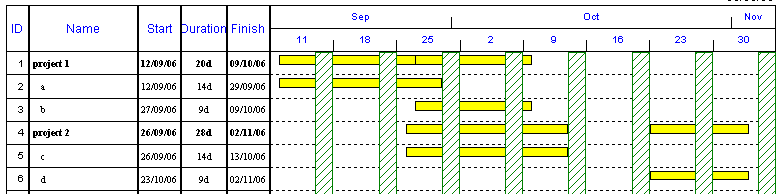 Sep Oct Nov
ID Name Start Duration Finish
11 18 25 2 9 16 23 30
1 project 1 12/09/06 20d 09/10/06
2 a 12/09/06 14d 29/09/06
3 b 27/09/06 9d 09/10/06
4 project 2 26/09/06 28d 02/11/06
5 c 26/09/06 14d 13/10/06
6 d 23/10/06 9d 02/11/06